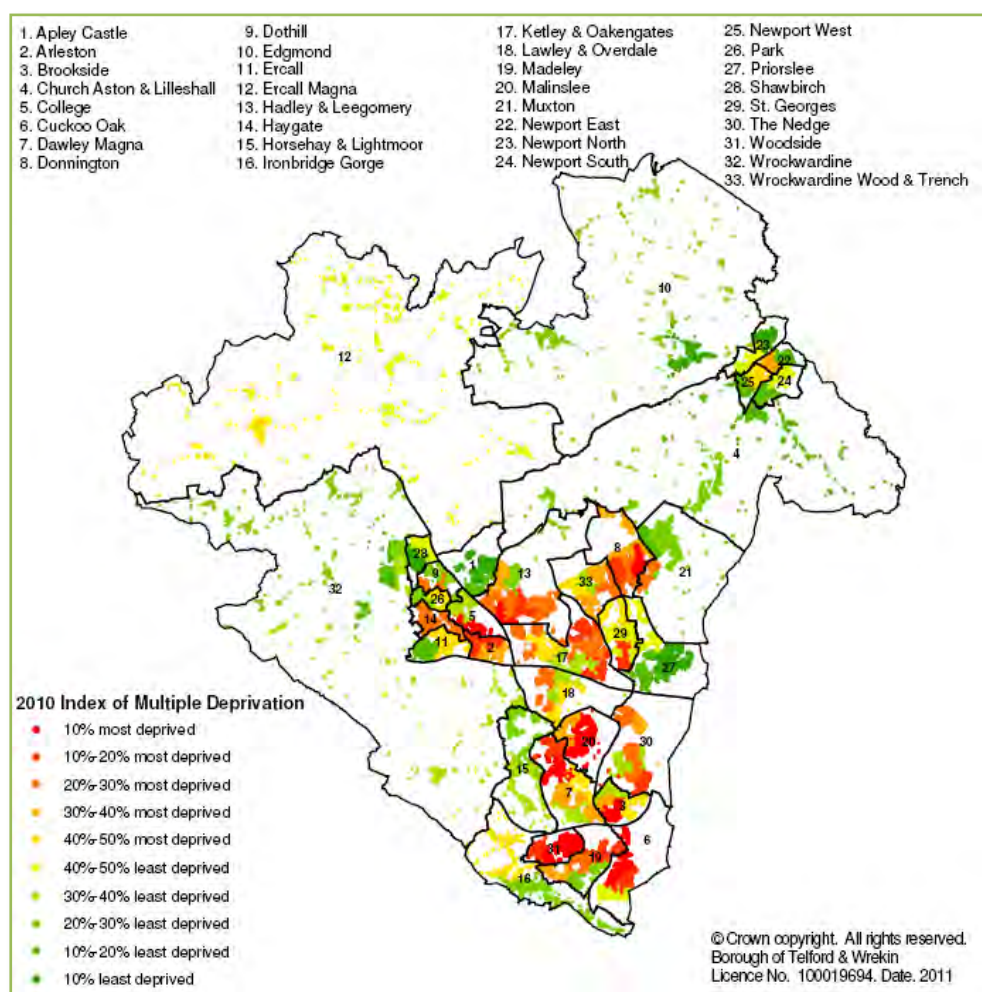 1. Apley Castle
2. Arleston
3. Brookside
4. Church Aston & Lilleshall
5. College
6. Cuckoo Oak
7. Dawley Magna
8. Donnington
9. Dothill
10. Edgmond
11. Ercall
12. Ercall Magna
13. Hadley & Leegomery
14. Haygate
15. Horsehay & Lightmoor
16. Ironbridge Gorge
17. Ketley & Oakengates
18. Lawley & Overdale
19. Madeley
20. Malinslee
21. Muxton
22. Newport East
23. Newport North
24. Newport South
25. Newport West
26. Park
27. Priorslee
28. Shawbirch
29. St. Georges
30. The Nedge
31. Woodside
32. Wrockwardine
33. Wrockwardine Wood & Trench
10
12
23
22
25
24
4
8
28
1
13
9
33
21
32
26
5
14
29
11
2
17
27
18
20
30
15
7
3
31
19
6
16
2010 Index of Multiple Deprivation
10% most deprived
10%-20% most deprived
20%-30% most deprived
30%-40% most deprived
40%-50% most deprived
40%-50% least deprived
30%-40% least deprived
20%-30% least deprived
10%-20% least deprived
10% least deprived
© Crown copyright. All rights reserved.
Borough of Telford & Wrekin
Licence No. 100019694. Date. 2011